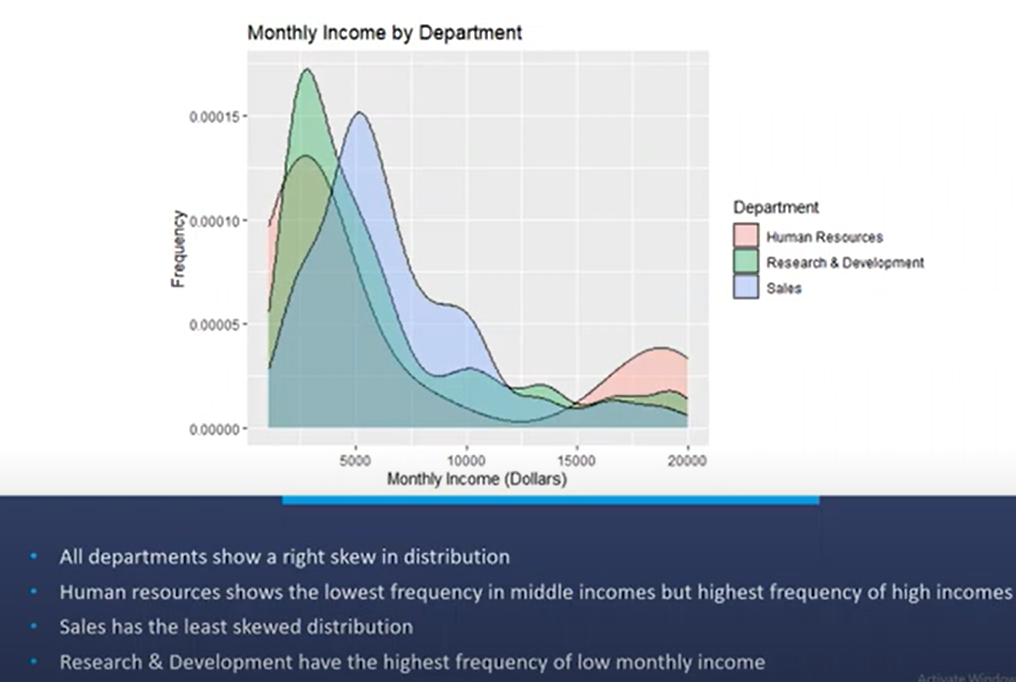 Monthly Income by Department
0.00015
0.00010
0.00005
0.00000
Frequency
5000 10000 15000 20000
Monthly Income (Dollars)
Department
Human Resources
Research & Development
Sales
• All departments show a right skew in distribution
• Human resources shows the lowest frequency in middle incomes but highest frequency of high incomes
• Sales has the least skewed distribution
• Research & Development have the highest frequency of low monthly income
Activate Window